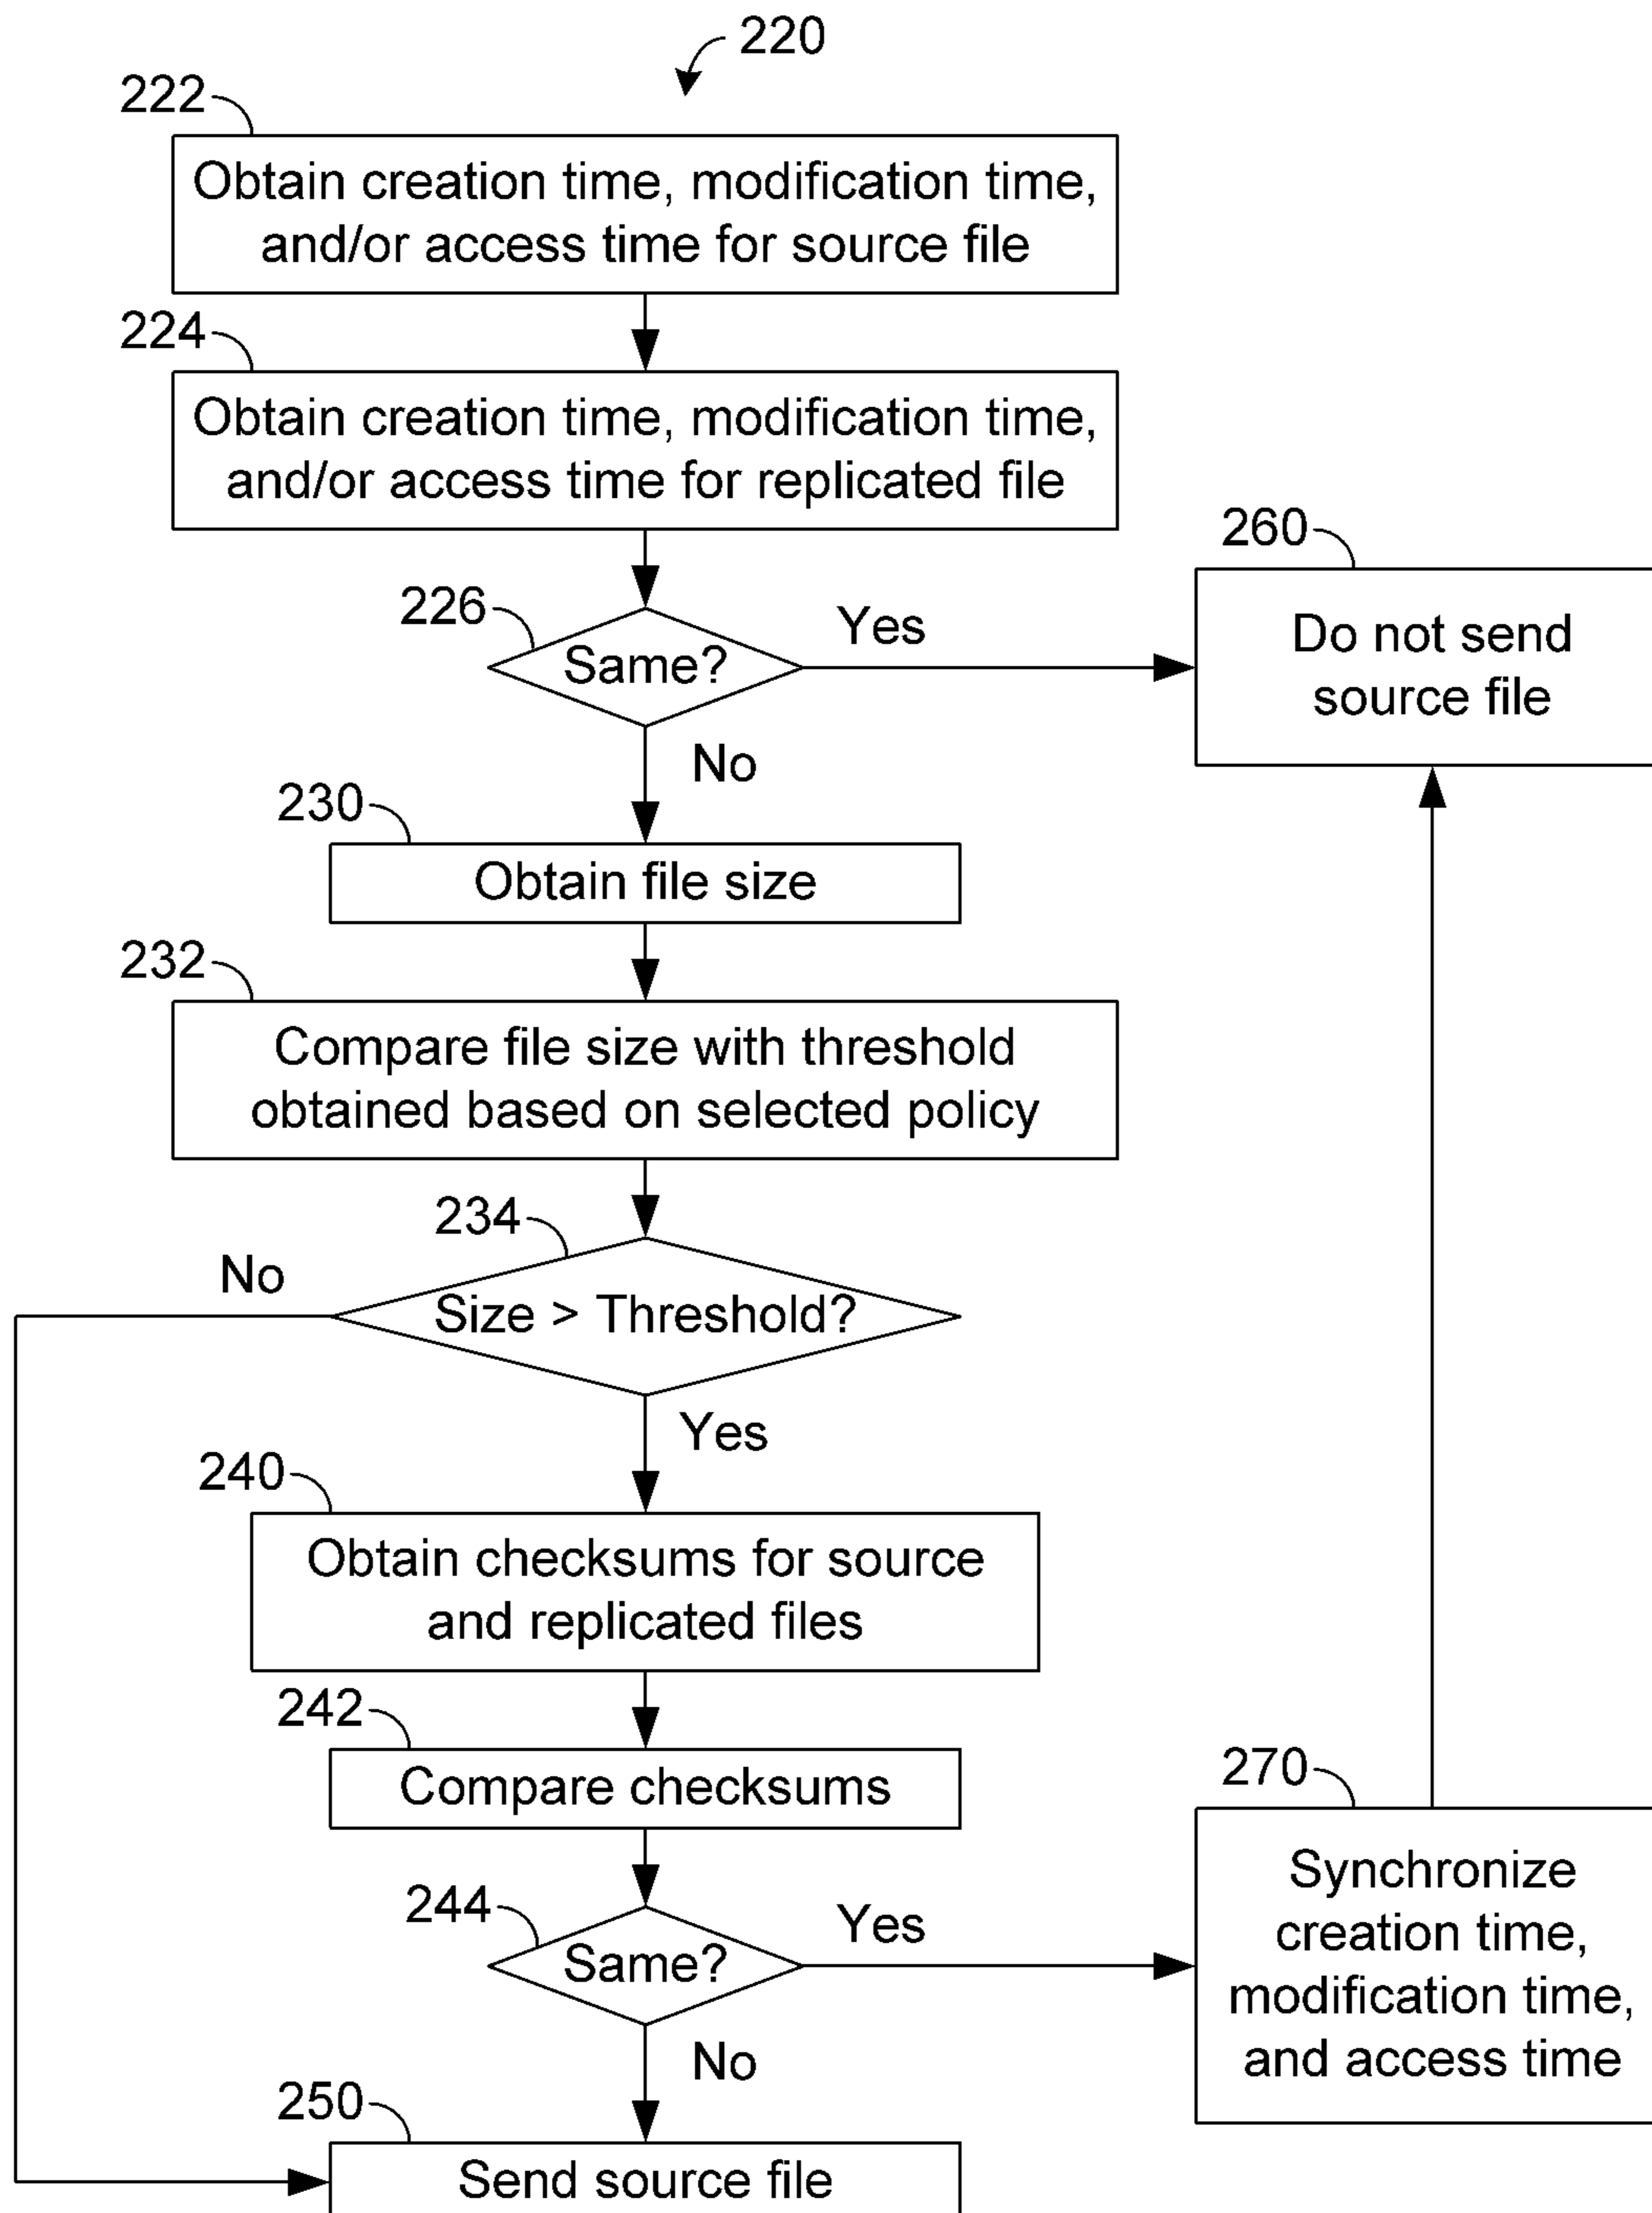 220
222
Obtain creation time, modification time,
and/or access time for source file
224
Obtain creation time, modification time,
and/or access time for replicated file
226
Same?
Yes
260
Do not send
source file
No
230
Obtain file size
232
Compare file size with threshold
obtained based on selected policy
234
No
Size > Threshold?
Yes
240
Obtain checksums for source
and replicated files
242
Compare checksums
244
Same?
Yes
270
Synchronize
creation time,
modification time,
and access time
No
250
Send source file